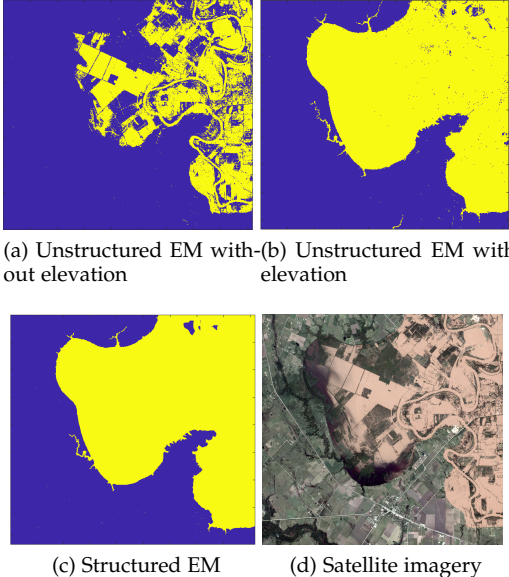 (a) Unstructured EM with-
out elevation
(b) Unstructured EM with
elevation
(c) Structured EM
(d) Satellite imagery